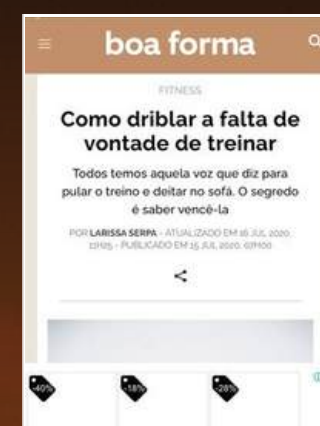 boa forma
FITNESS
Como driblar a falta de
vontade de treinar
Todos temos aquela voz que diz para
pular o treino e deitar no sofá. O segredo
é saber vencê-la
POR LARISSA SERPA - ATUALIZADO EM 16 JUL 2020,
11H25 - PUBLICADO EM 15 JUL 2020, 07H00
-40%
-18%
-28%